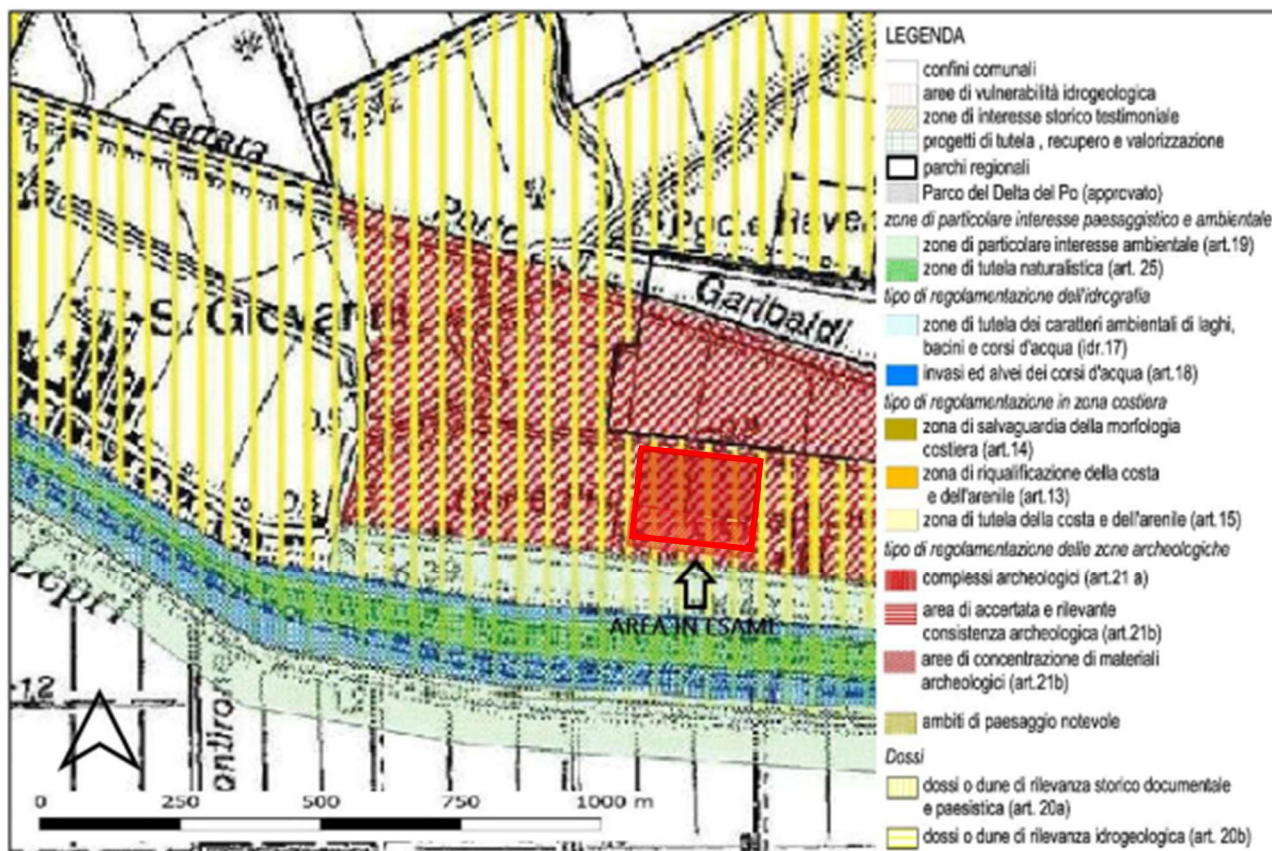 Ferrara
Porto
Garibaldi
S. Giovan
AREA IN ESAME
0 250 500 750 1000 m
LEGENDA
confini comunali
aree di vulnerabilità idrogeologica
zone di interesse storico testimoniale
progetti di tutela , recupero e valorizzazione
parchi regionali
Parco del Delta del Po (approvato)
zone di particolare interesse paesaggistico e ambientale
zone di particolare interesse ambientale (art.19)
zone di tutela naturalistica (art. 25)
tipo di regolamentazione dell'idrografia
zone di tutela dei caratteri ambientali di laghi,
bacini e corsi d'acqua (idr.17)
invasi ed alvei dei corsi d'acqua (art.18)
tipo di regolamentazione in zona costiera
zona di salvaguardia della morfologia
costiera (art.14)
zona di riqualificazione della costa
e dell'arenile (art.13)
zona di tutela della costa e dell'arenile (art.15)
tipo di regolamentazione delle zone archeologiche
complessi archeologici (art.21 a)
area di accertata e rilevante
consistenza archeologica (art.21b)
aree di concentrazione di materiali
archeologici (art.21b)
ambiti di paesaggio notevole
Dossi
dossi o dune di rilevanza storico documentale
e paesistica (art. 20a)
dossi o dune di rilevanza idrogeologica (art. 20b)